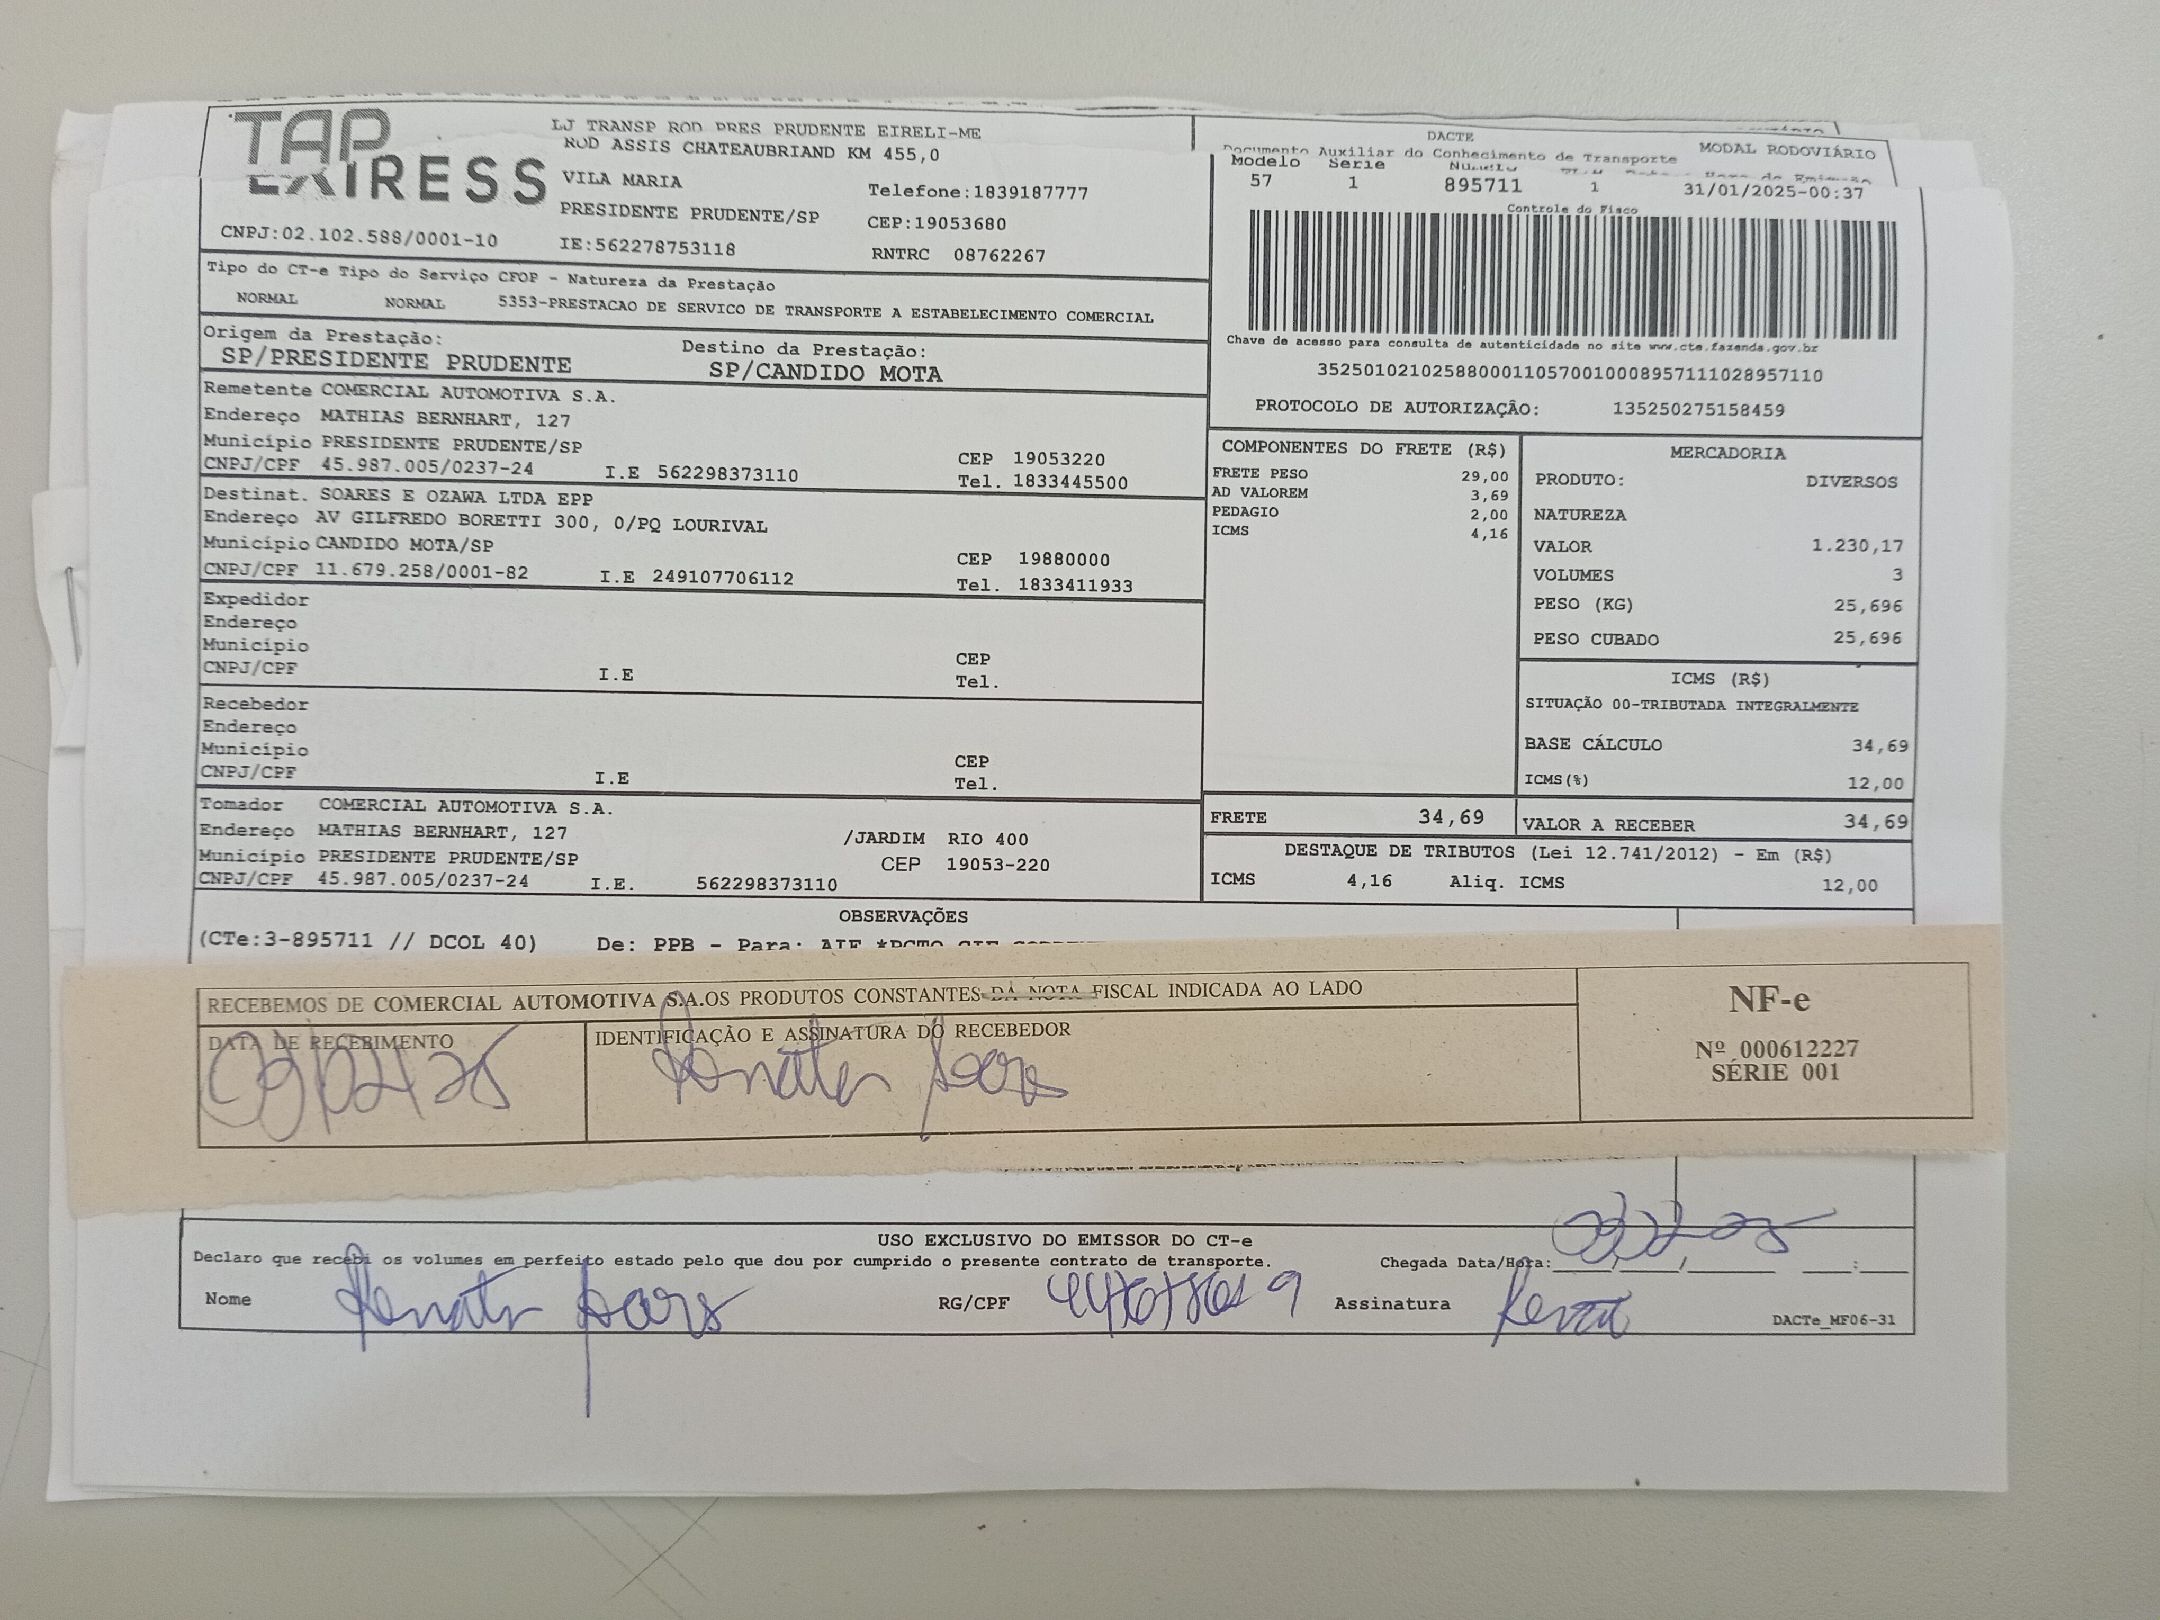 TAP
EXPRESS
LJ TRANSP ROD PRES PRUDENTE EIRELI-ME
ROD ASSIS CHATEAUBRIAND KM 455,0
VILA MARIA
Telefone:1839187777
PRESIDENTE PRUDENTE/SP
CEP:19053680
CNPJ:02.102.588/0001-10
IE:562278753118
RNTRC 08762267
DACTE
MODAL RODOVIÁRIO
Documento Auxiliar do Conhecimento de Transporte
Modelo Serie
57 1 895711 1 31/01/2025-00:37
Controle do Fisco
Chave de acesso para consulta de autenticidade no site www.cte.fazenda.gov.br
35250102102588000110570010008957111028957110
PROTOCOLO DE AUTORIZAÇÃO: 135250275158459
Tipo do CT-e Tipo do Serviço CFOP - Natureza da Prestação
NORMAL NORMAL 5353-PRESTACAO DE SERVICO DE TRANSPORTE A ESTABELECIMENTO COMERCIAL
Origem da Prestação: Destino da Prestação:
SP/PRESIDENTE PRUDENTE SP/CANDIDO MOTA
Remetente COMERCIAL AUTOMOTIVA S.A.
Endereço MATHIAS BERNHART, 127
Município PRESIDENTE PRUDENTE/SP CEP 19053220
CNPJ/CPF 45.987.005/0237-24 I.E 562298373110 Tel. 1833445500
Destinat. SOARES E OZAWA LTDA EPP
Endereço AV GILFREDO BORETTI 300, 0/PQ LOURIVAL
Município CANDIDO MOTA/SP CEP 19880000
CNPJ/CPF 11.679.258/0001-82 I.E 249107706112 Tel. 1833411933
Expedidor
Endereço
Município CEP
CNPJ/CPF I.E Tel.
Recebedor
Endereço
Município CEP
CNPJ/CPF I.E Tel.
Tomador COMERCIAL AUTOMOTIVA S.A.
Endereço MATHIAS BERNHART, 127 /JARDIM RIO 400
Município PRESIDENTE PRUDENTE/SP CEP 19053-220
CNPJ/CPF 45.987.005/0237-24 I.E. 562298373110
COMPONENTES DO FRETE (R$)
FRETE PESO 29,00
AD VALOREM 3,69
PEDAGIO 2,00
ICMS 4,16
MERCADORIA
PRODUTO: DIVERSOS
NATUREZA
VALOR 1.230,17
VOLUMES 3
PESO (KG) 25,696
PESO CUBADO 25,696
ICMS (R$)
SITUAÇÃO 00-TRIBUTADA INTEGRALMENTE
BASE CÁLCULO 34,69
ICMS(%) 12,00
FRETE 34,69 VALOR A RECEBER 34,69
DESTAQUE DE TRIBUTOS (Lei 12.741/2012) - Em (R$)
ICMS 4,16 Aliq. ICMS 12,00
OBSERVAÇÕES
(CTe:3-895711 // DCOL 40) De: PPB - Para:
RECEBEMOS DE COMERCIAL AUTOMOTIVA S.A.OS PRODUTOS CONSTANTES DA NOTA FISCAL INDICADA AO LADO
DATA DE RECEBIMENTO
IDENTIFICAÇÃO E ASSINATURA DO RECEBEDOR
NF-e
Nº 000612227
SÉRIE 001
USO EXCLUSIVO DO EMISSOR DO CT-e
Declaro que recebi os volumes em perfeito estado pelo que dou por cumprido o presente contrato de transporte. Chegada Data/Hora:
Nome RG/CPF Assinatura
DACTe_MF06-31